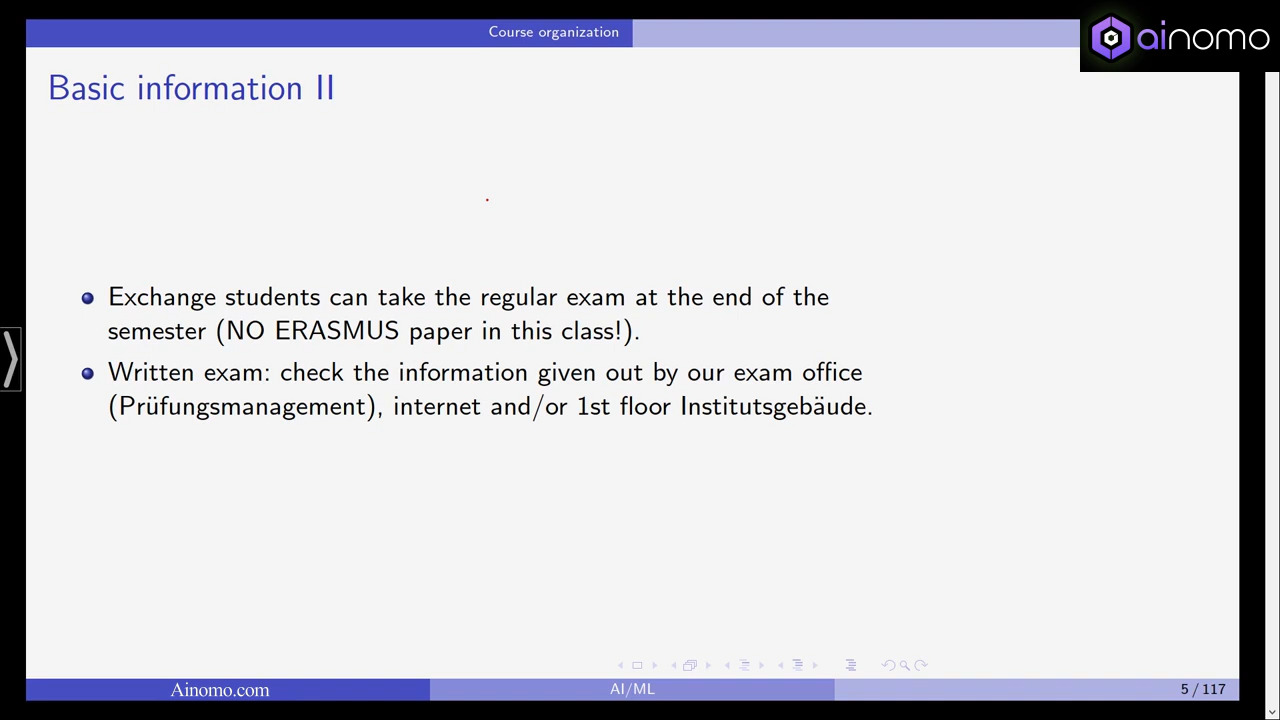 Course organization
ainomo
Basic information II
Exchange students can take the regular exam at the end of the
semester (NO ERASMUS paper in this class!).
Written exam: check the information given out by our exam office
(Prüfungsmanagement), internet and/or 1st floor Institutsgebäude.
Ainomo.com
AI/ML
5 / 117